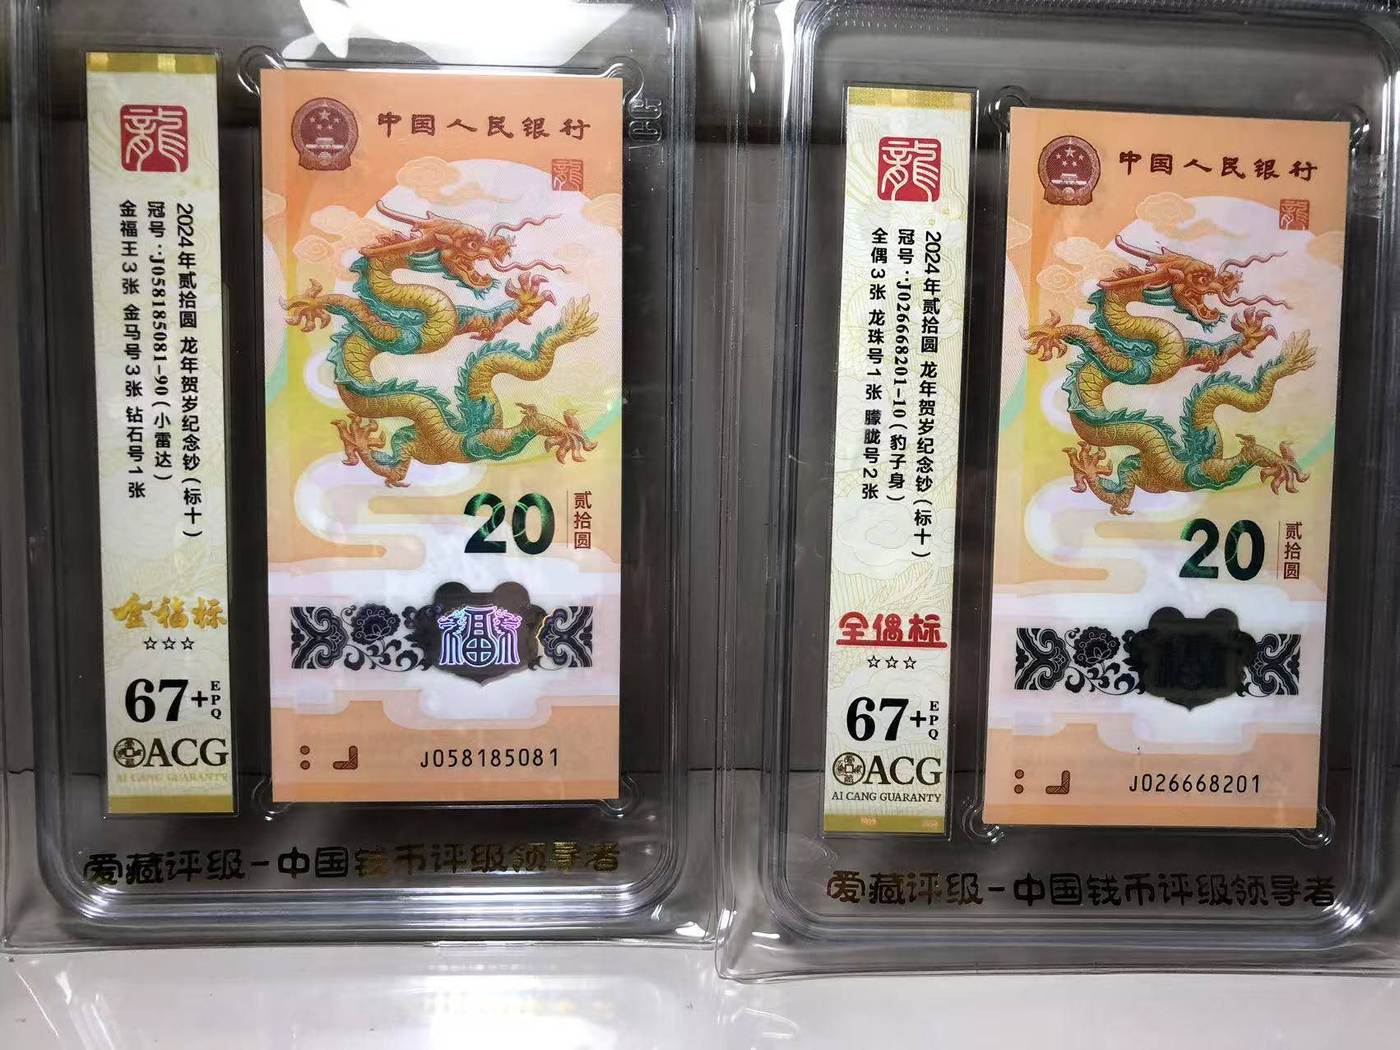 龍
2024年贰拾圆 龙年贺岁纪念钞(标十)
冠号:J058185081-90(小雷达)
金福王3张 金马号3张 钻石号1张
金福标
☆☆☆
67+EPQ
ACG
AI CANG GUARANTY
中国人民银行
龍
20
贰拾圆
福
J058185081
爱藏评级-中国钱币评级领导者
龍
2024年贰拾圆 龙年贺岁纪念钞(标十)
冠号:J026668201-10(豹子身)
全偶3张 龙珠号1张 朦胧号2张
全偶标
☆☆☆
67+EPQ
ACG
AI CANG GUARANTY
中国人民银行
龍
20
贰拾圆
J026668201
爱藏评级-中国钱币评级领导者